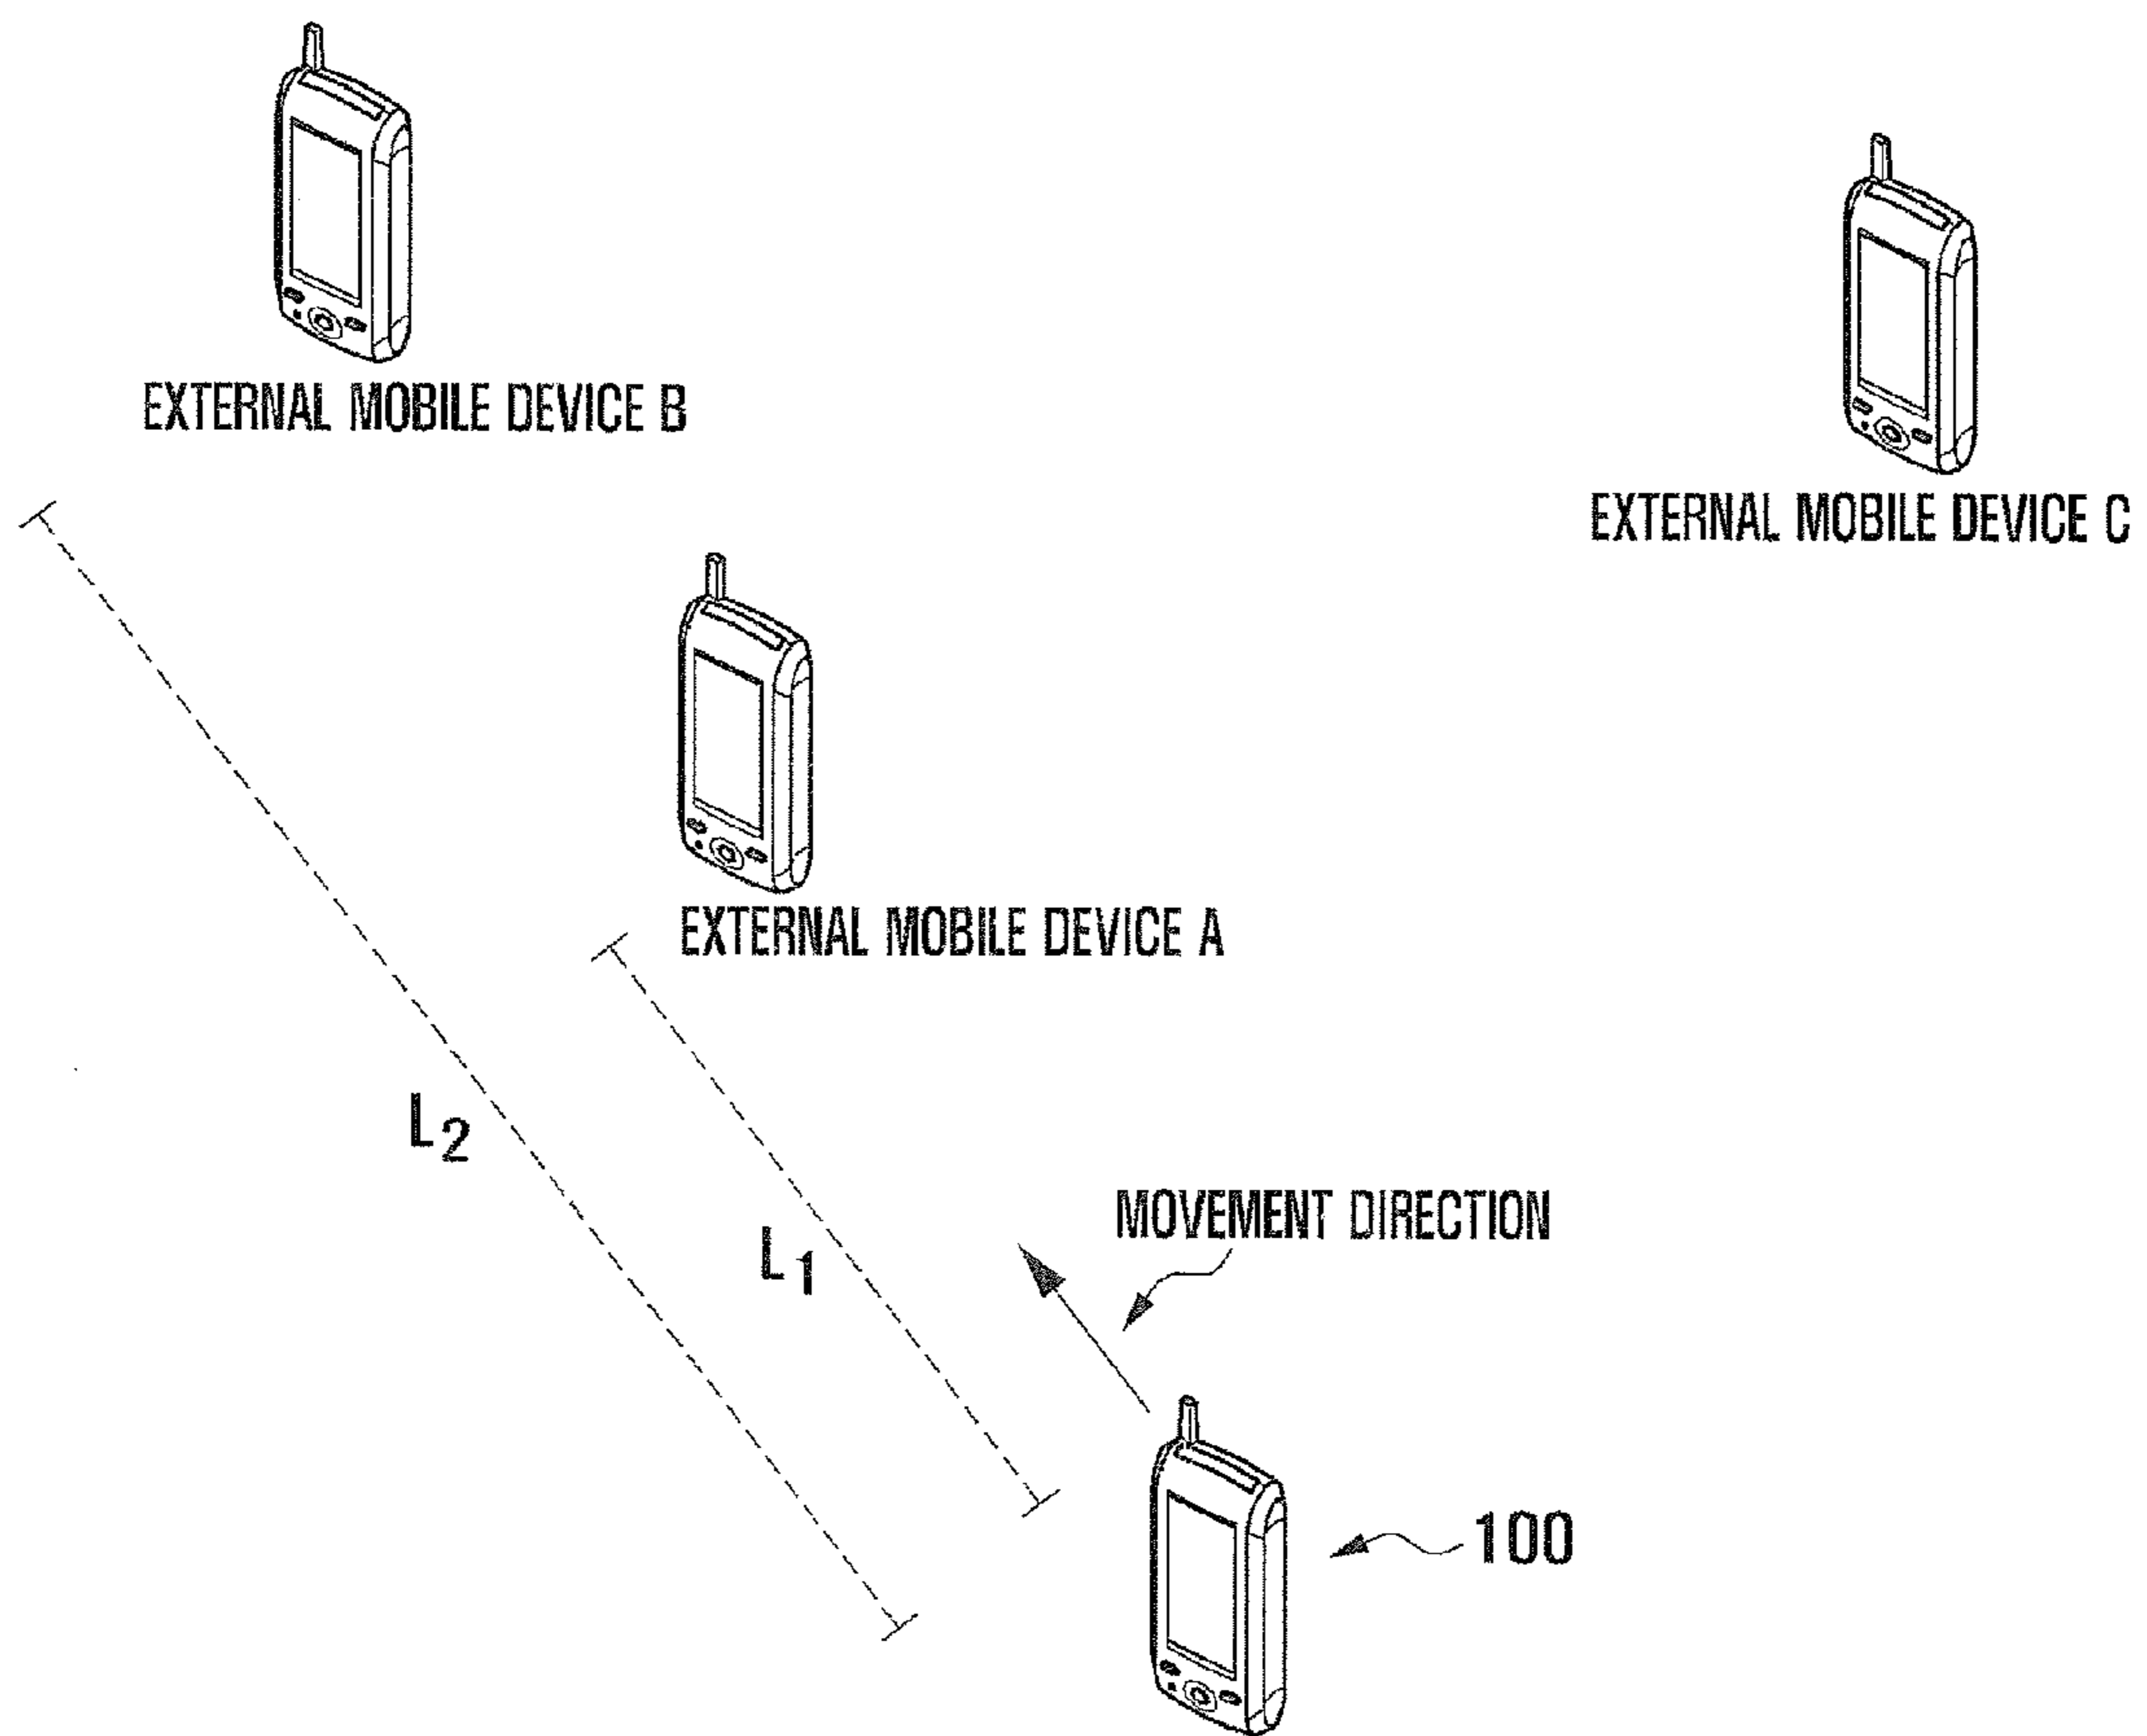 EXTERNAL MOBILE DEVICE B
EXTERNAL MOBILE DEVICE C
EXTERNAL MOBILE DEVICE A
L2
L1
MOVEMENT DIRECTION
100